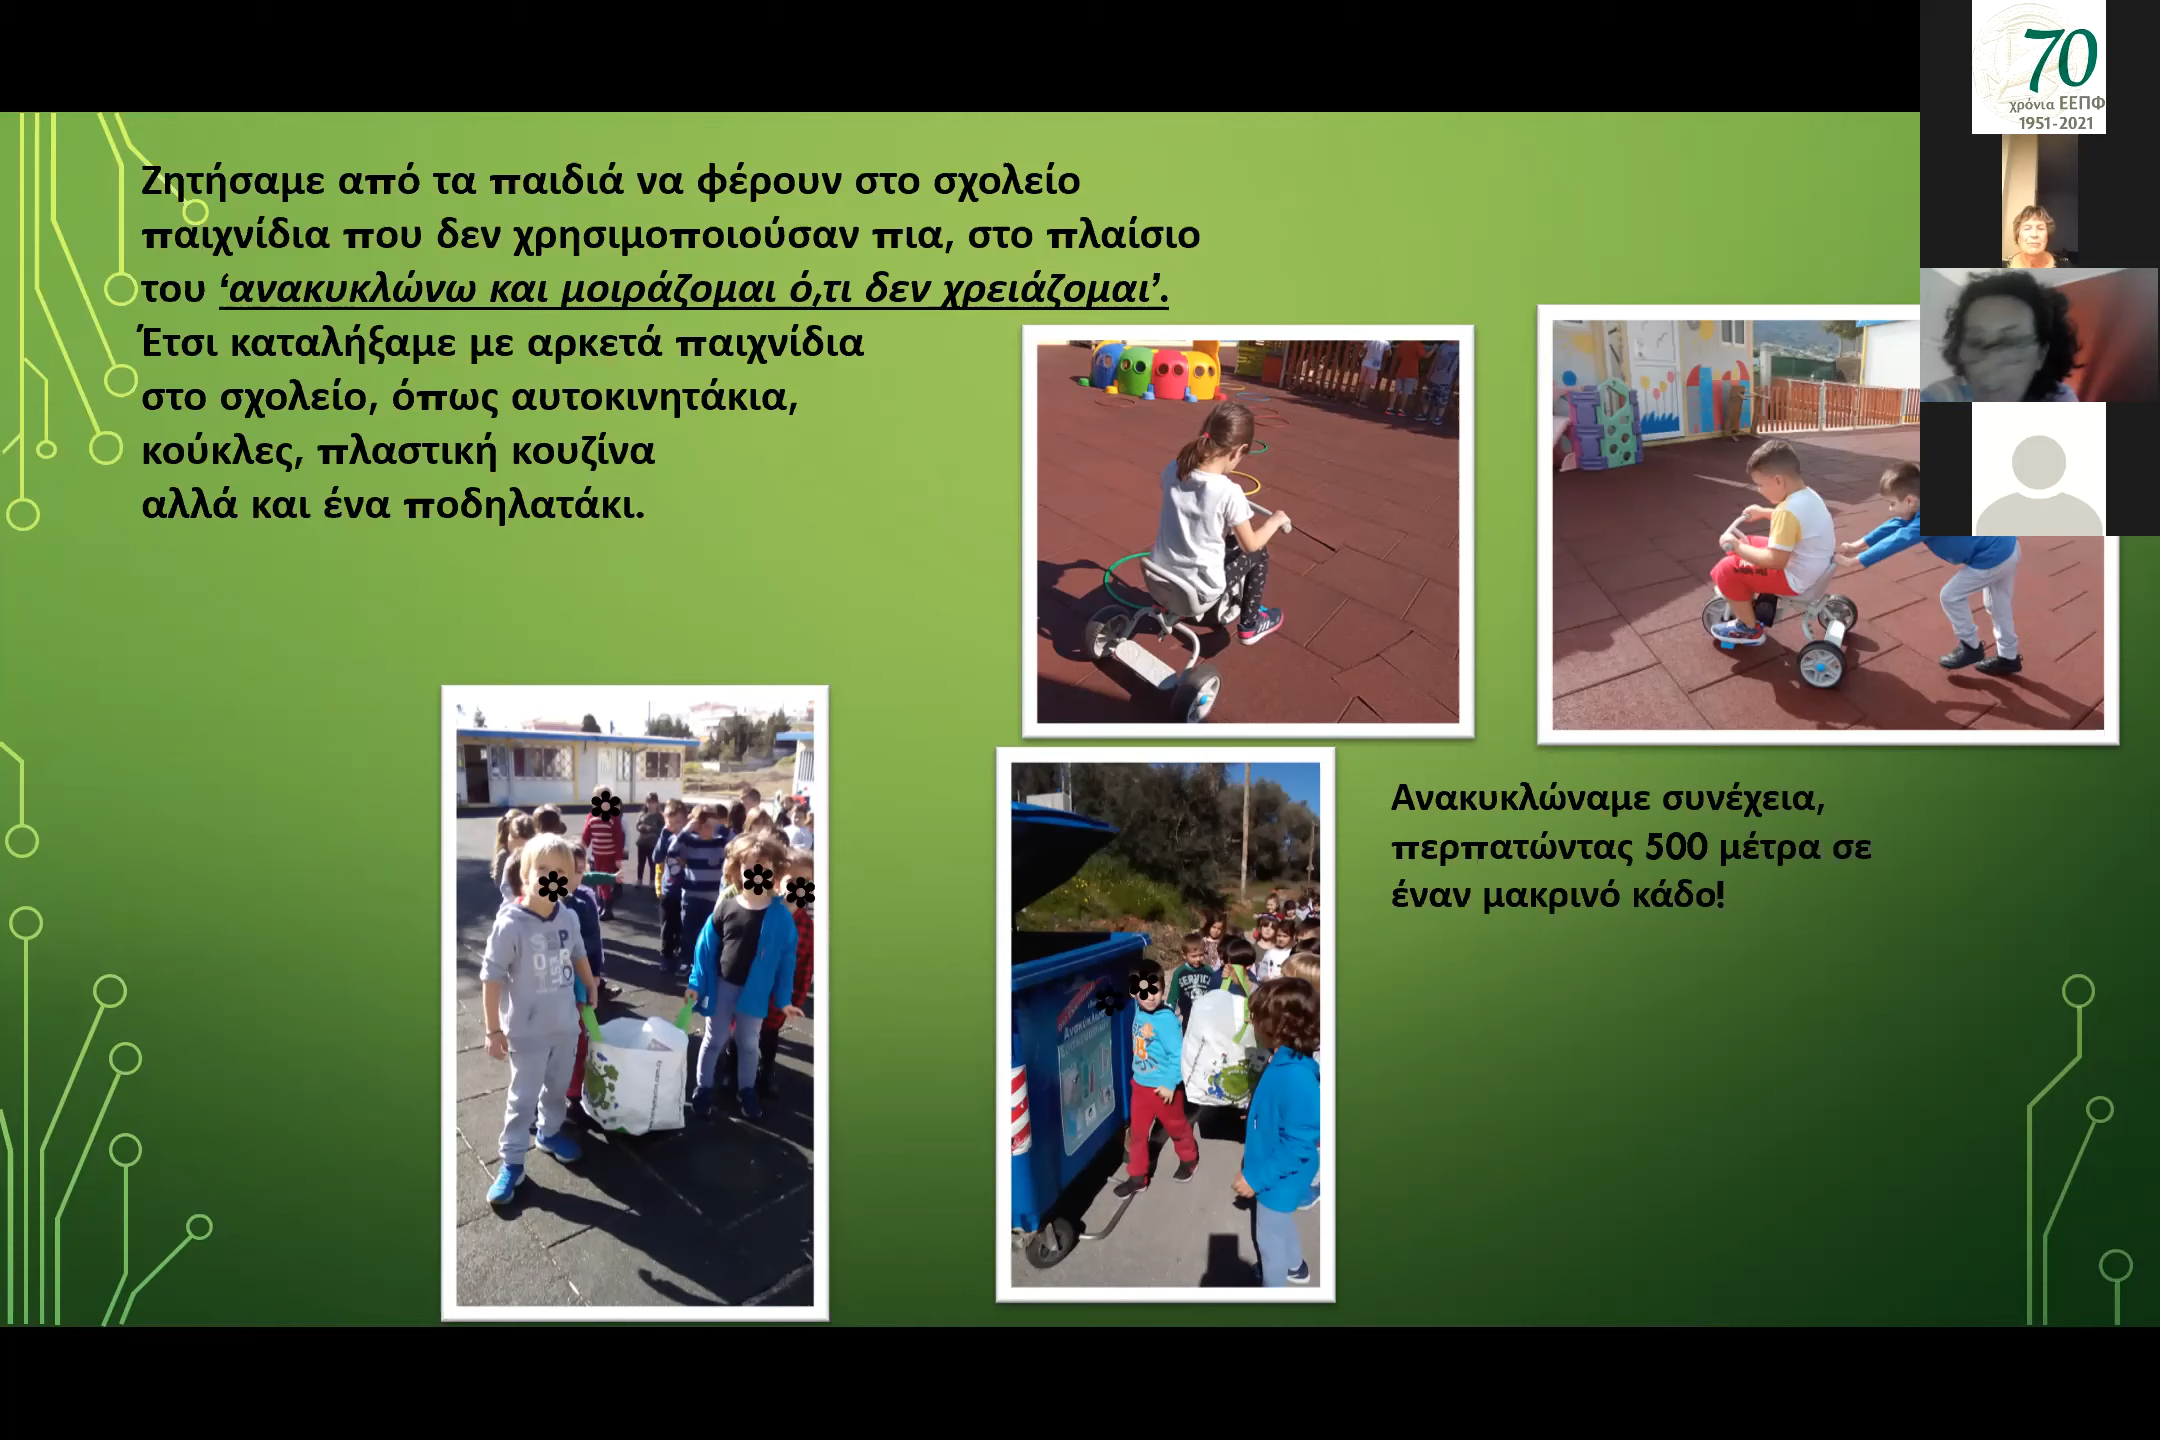 Ζητήσαμε από τα παιδιά να φέρουν στο σχολείο
παιχνίδια που δεν χρησιμοποιούσαν πια, στο πλαίσιο
του ‘ανακυκλώνω και μοιράζομαι ό,τι δεν χρειάζομαι’.
Έτσι καταλήξαμε με αρκετά παιχνίδια
στο σχολείο, όπως αυτοκινητάκια,
κούκλες, πλαστική κουζίνα
αλλά και ένα ποδηλατάκι.
Ανακυκλώναμε συνέχεια,
περπατώντας 500 μέτρα σε
έναν μακρινό κάδο!
70
χρόνια ΕΕΠΦ
1951-2021
SERVICE
Ανακύκλωση